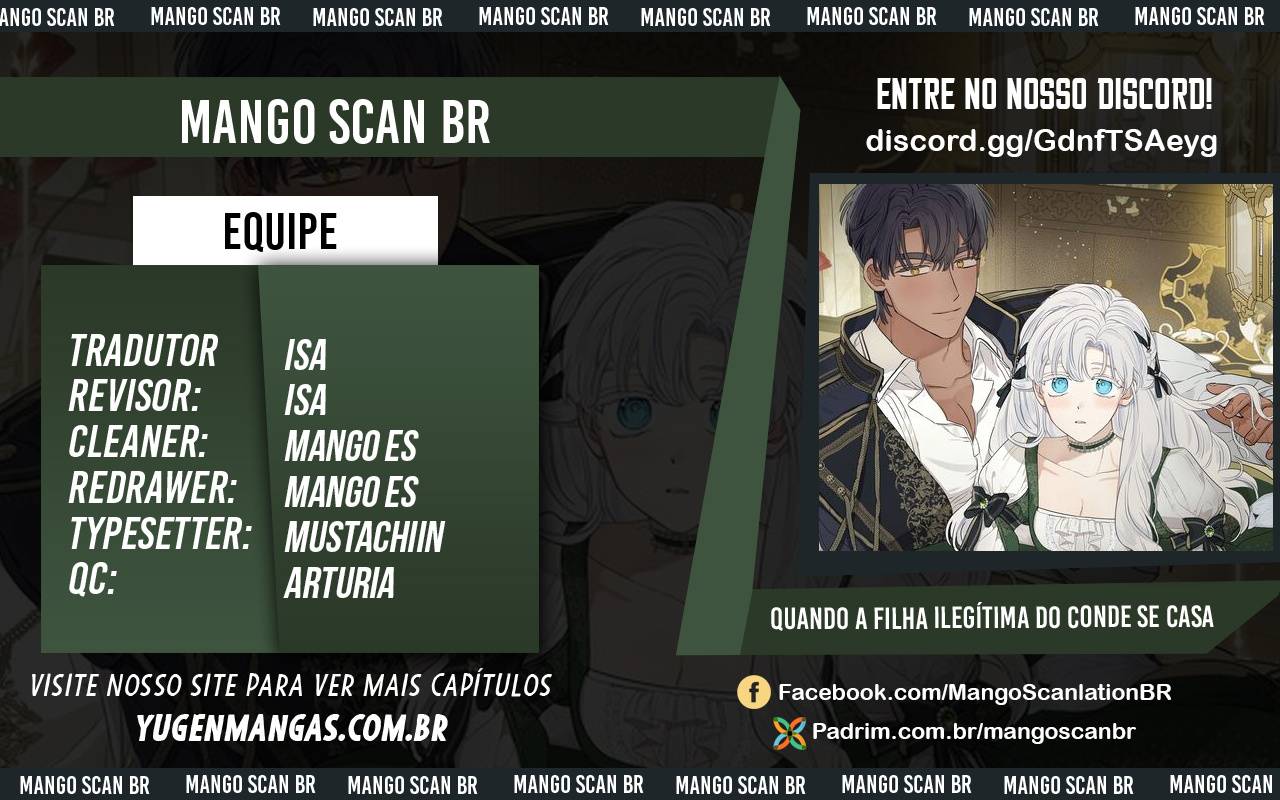 MANGO SCAN BR MANGO SCAN BR MANGO SCAN BR MANGO SCAN BR MANGO SCAN BR MANGO SCAN BR MANGO SCAN BR
ANGO SCAN BR
MANGO SCAN BR
EQUIPE
TRADUTOR ISA
REVISOR: ISA
CLEANER: MANGO ES
REDRAWER: MANGO ES
TYPESETTER: MUSTACHIIN
QC: ARTURIA
VISITE NOSSO SITE PARA VER MAIS CAPÍTULOS
YUGENMANGAS.COM.BR
ENTRE NO NOSSO DISCORD!
discord.gg/GdnfTSAeyg
QUANDO A FILHA ILEGÍTIMA DO CONDE SE CASA
Facebook.com/MangoScanlationBR
Padrim.com.br/mangoscanbr
MANGO SCAN BR MANGO SCAN BR MANGO SCAN BR MANGO SCAN BR MANGO SCAN BR MANGO SCAN BR MANGO SCAN BR MANGO SCAN